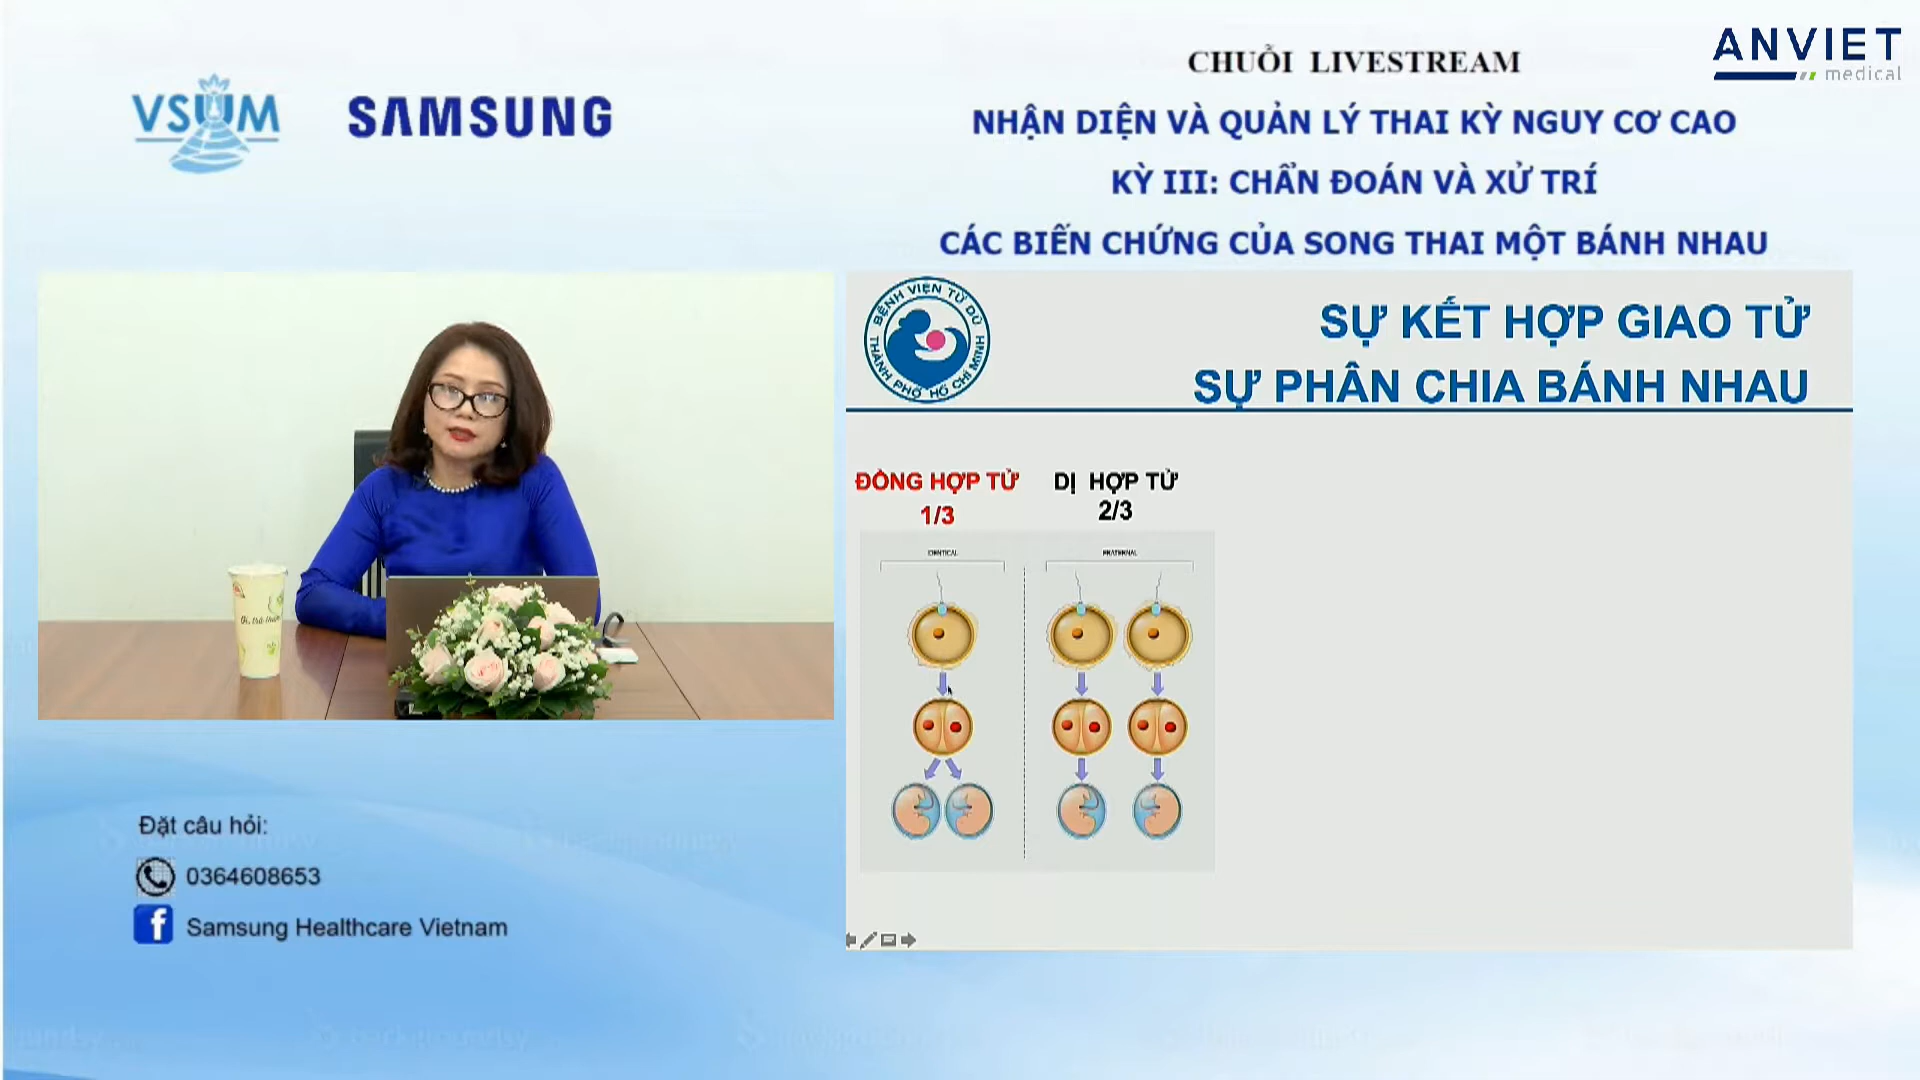 ANVIET
medical
VSUM
SAMSUNG
CHUỖI LIVESTREAM
NHẬN DIỆN VÀ QUẢN LÝ THAI KỲ NGUY CƠ CAO
KỲ III: CHẨN ĐOÁN VÀ XỬ TRÍ
CÁC BIẾN CHỨNG CỦA SONG THAI MỘT BÁNH NHAU
BỆNH VIỆN TỪ DŨ
THÀNH PHỐ HỒ CHÍ MINH
SỰ KẾT HỢP GIAO TỬ
SỰ PHÂN CHIA BÁNH NHAU
ĐỒNG HỢP TỬ
1/3
DỊ HỢP TỬ
2/3
IDENTICAL
FRATERNAL
Đặt câu hỏi:
0364608653
Samsung Healthcare Vietnam